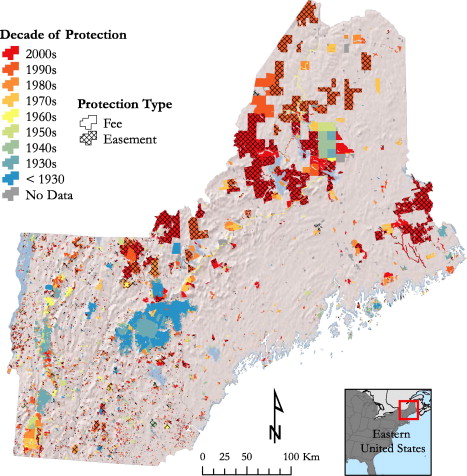 Decade of Protection
2000s
1990s
1980s
1970s
1960s
1950s
1940s
1930s
< 1930
No Data
Protection Type
Fee
Easement
N
0 25 50 100 Km
Eastern
United States